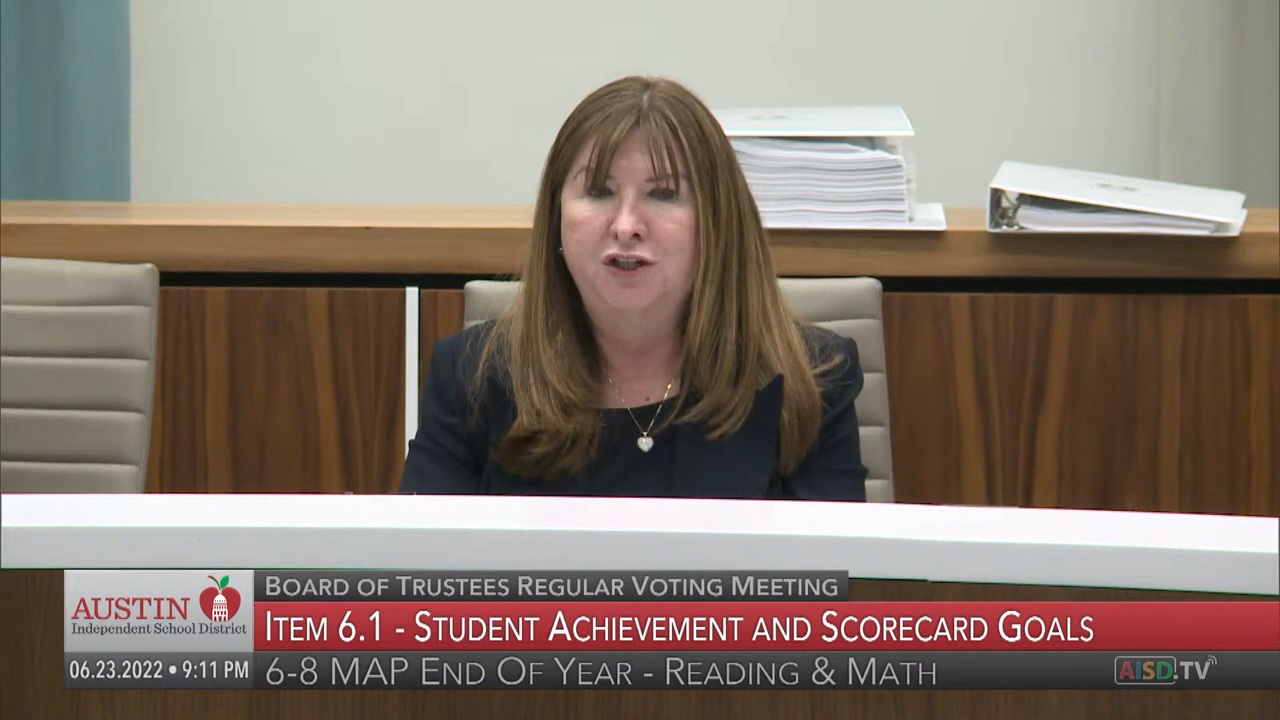 BOARD OF TRUSTEES REGULAR VOTING MEETING
AUSTIN
Independent School District
ITEM 6.1 - STUDENT ACHIEVEMENT AND SCORECARD GOALS
06.23.2022 • 9:11 PM
6-8 MAP END OF YEAR - READING & MATH
AISD.TV